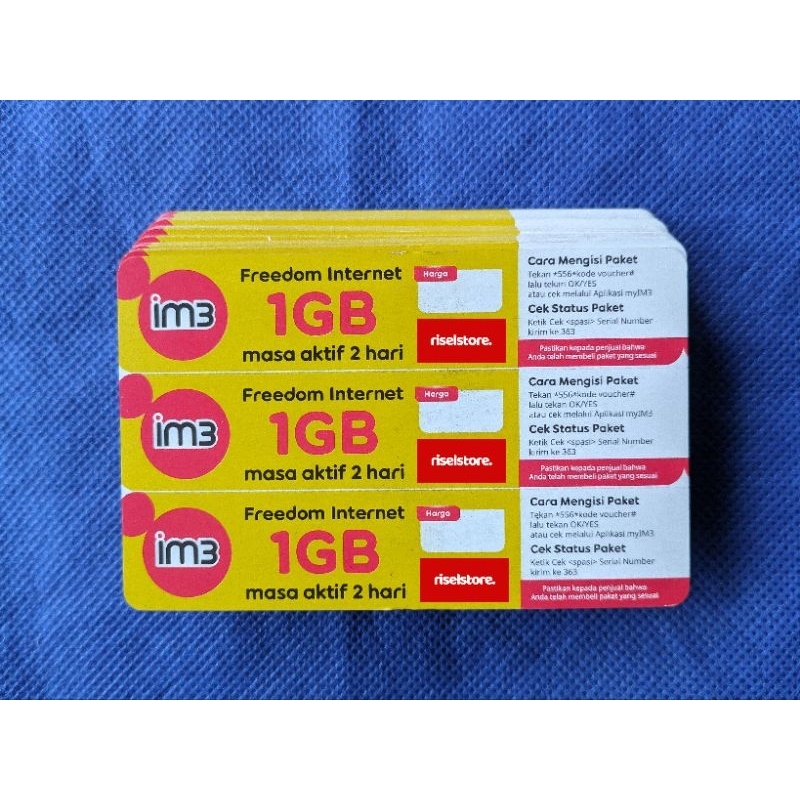 im3
Freedom Internet
1GB
masa aktif 2 hari
Harga
riselstore.
Cara Mengisi Paket
Tekan *556*kode voucher#
lalu tekan OK/YES
atau cek melalui Aplikasi myIM3
Cek Status Paket
Ketik Cek <spasi> Serial Number
kirim ke 363
Pastikan kepada penjual bahwa
Anda telah membeli paket yang sesuai
im3
Freedom Internet
1GB
masa aktif 2 hari
Harga
riselstore.
Cara Mengisi Paket
Tekan *556*kode voucher#
lalu tekan OK/YES
atau cek melalui Aplikasi myIM3
Cek Status Paket
Ketik Cek <spasi> Serial Number
kirim ke 363
Pastikan kepada penjual bahwa
Anda telah membeli paket yang sesuai
im3
Freedom Internet
1GB
masa aktif 2 hari
Harga
riselstore.
Cara Mengisi Paket
Tekan *556*kode voucher#
lalu tekan OK/YES
atau cek melalui Aplikasi myIM3
Cek Status Paket
Ketik Cek <spasi> Serial Number
kirim ke 363
Pastikan kepada penjual bahwa
Anda telah membeli paket yang sesuai